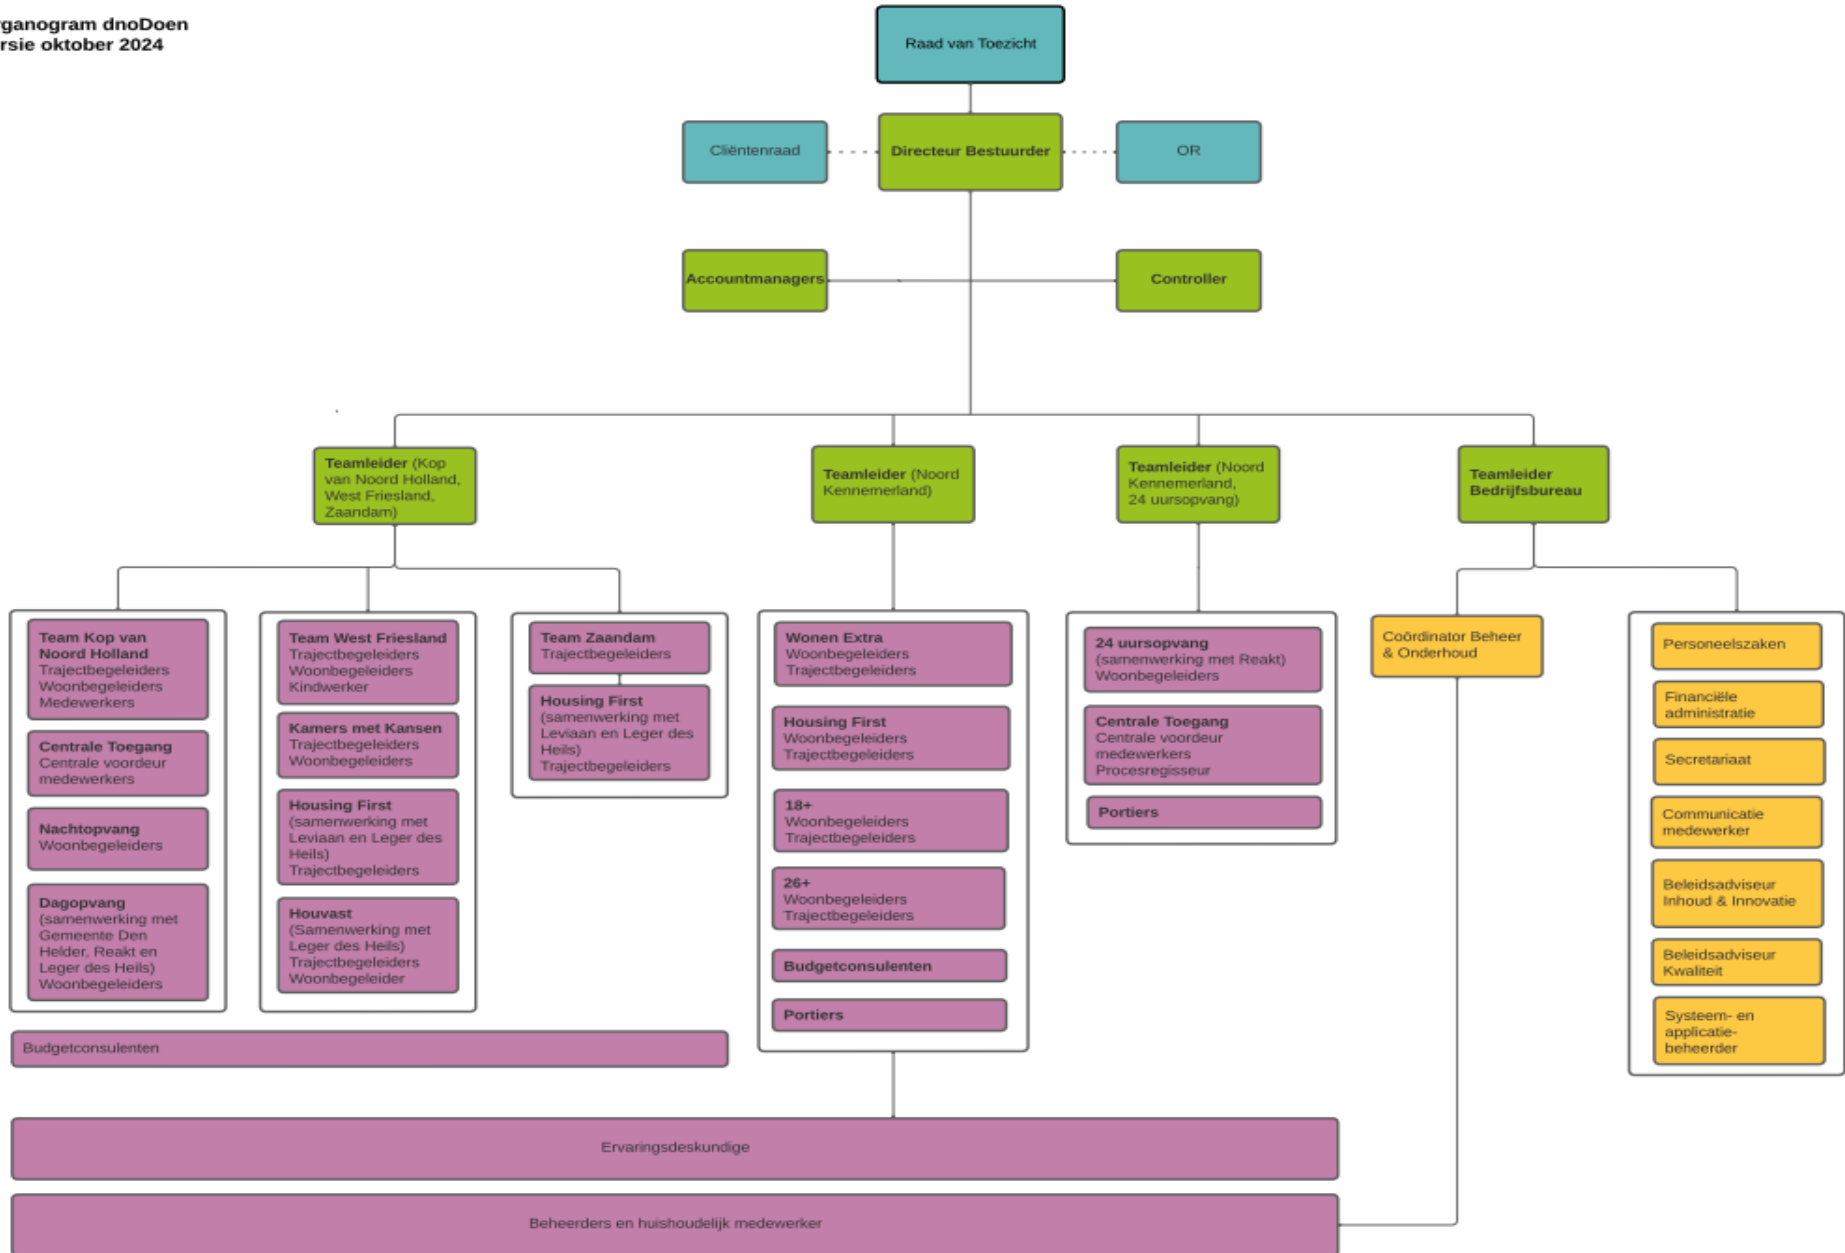 ganogram dnoDoen
rsie oktober 2024
Raad van Toezicht
Cliëntenraad
Directeur Bestuurder
OR
Accountmanagers
Controller
Teamleider (Kop
van Noord Holland,
West Friesland,
Zaandam)
Teamleider (Noord
Kennemerland)
Teamleider (Noord
Kennemerland,
24 uursopvang)
Teamleider
Bedrijfsbureau
Team Kop van
Noord Holland
Trajectbegeleiders
Woonbegeleiders
Medewerkers
Centrale Toegang
Centrale voordeur
medewerkers
Nachtopvang
Woonbegeleiders
Dagopvang
(samenwerking met
Gemeente Den
Helder, Reakt en
Leger des Heils)
Woonbegeleiders
Team West Friesland
Trajectbegeleiders
Woonbegeleiders
Kindwerker
Kamers met Kansen
Trajectbegeleiders
Woonbegeleiders
Housing First
(samenwerking met
Leviaan en Leger des
Heils)
Trajectbegeleiders
Houvast
(Samenwerking met
Leger des Heils)
Trajectbegeleiders
Woonbegeleider
Team Zaandam
Trajectbegeleiders
Housing First
(samenwerking met
Leviaan en Leger des
Heils)
Trajectbegeleiders
Budgetconsulenten
Wonen Extra
Woonbegeleiders
Trajectbegeleiders
Housing First
Woonbegeleiders
Trajectbegeleiders
18+
Woonbegeleiders
Trajectbegeleiders
26+
Woonbegeleiders
Trajectbegeleiders
Budgetconsulenten
Portiers
24 uursopvang
(samenwerking met Reakt)
Woonbegeleiders
Centrale Toegang
Centrale voordeur
medewerkers
Procesregisseur
Portiers
Coördinator Beheer
& Onderhoud
Personeelszaken
Financiële
administratie
Secretariaat
Communicatie
medewerker
Beleidsadviseur
Inhoud & Innovatie
Beleidsadviseur
Kwaliteit
Systeem- en
applicatie-
beheerder
Ervaringsdeskundige
Beheerders en huishoudelijk medewerker